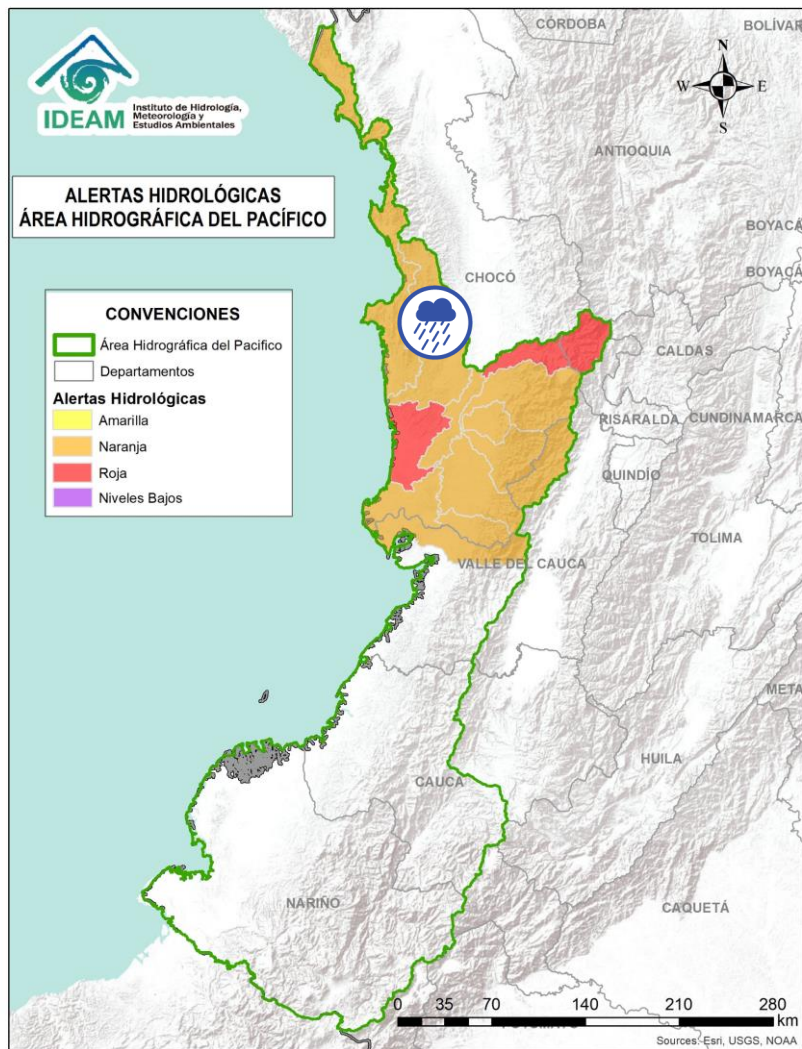 CÓRDOBA
BOLÍVAR
IDEAM
Instituto de Hidrología,
Meteorología y
Estudios Ambientales
N
W
E
S
ANTIOQUIA
ALERTAS HIDROLÓGICAS
ÁREA HIDROGRÁFICA DEL PACÍFICO
BOYACÁ
BOYACÁ
CHOCÓ
CONVENCIONES
Área Hidrográfica del Pacifico
Departamentos
Alertas Hidrológicas
Amarilla
Naranja
Roja
Niveles Bajos
CALDAS
RISARALDA
CUNDINAMARCA
QUINDÍO
TOLIMA
VALLE DEL CAUCA
META
HUILA
CAUCA
NARIÑO
CAQUETÁ
0 35 70 140 210 280
km
Sources: Esri, USGS, NOAA